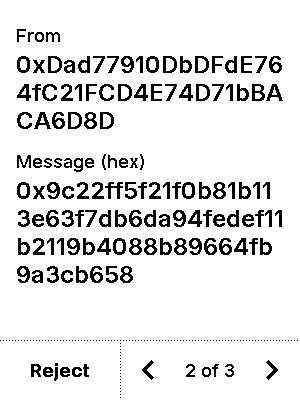 From
0xDad77910DbDFdE76
4fC21FCD4E74D71bBA
CA6D8D
Message (hex)
0x9c22ff5f21f0b81b11
3e63f7db6da94fedef11
b2119b4088b89664fb
9a3cb658
Reject
2 of 3